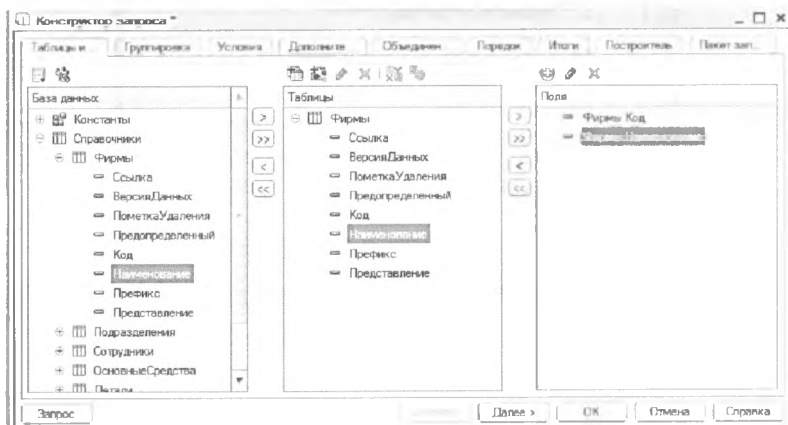 Конструктор запроса *
Таблицы и ... Группировка Условия Дополните... Объединен... Порядок Итоги Построитель Пакет зап...
База данных
Константы
Справочники
Фирмы
Ссылка
ВерсияДанных
ПометкаУдаления
Предопределенный
Код
Наименование
Префикс
Представление
Подразделения
Сотрудники
ОсновныеСредства
Детали
> >> < <<
Таблицы
Фирмы
Ссылка
ВерсияДанных
ПометкаУдаления
Предопределенный
Код
Наименование
Префикс
Представление
> >> < <<
Поля
Фирмы Код
Запрос Далее > OK Отмена Справка